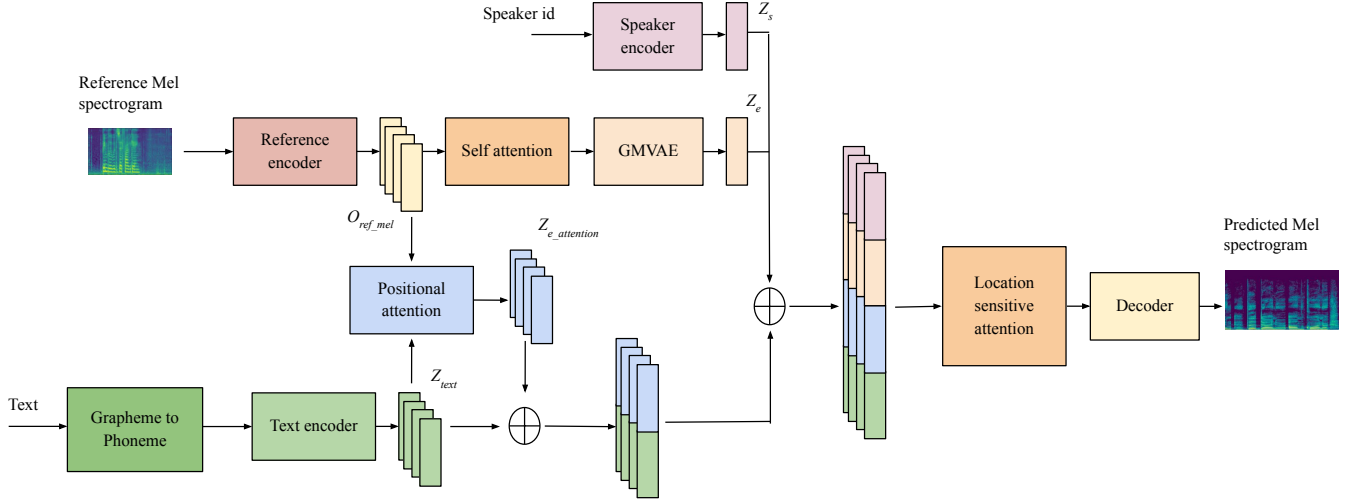 Speaker id
Speaker
encoder
Z_s
Reference Mel
spectrogram
Reference
encoder
Self attention
GMVAE
Z_e
O_ref_mel
Z_e_attention
Positional
attention
Predicted Mel
spectrogram
Location
sensitive
attention
Decoder
Text
Grapheme to
Phoneme
Text encoder
Z_text